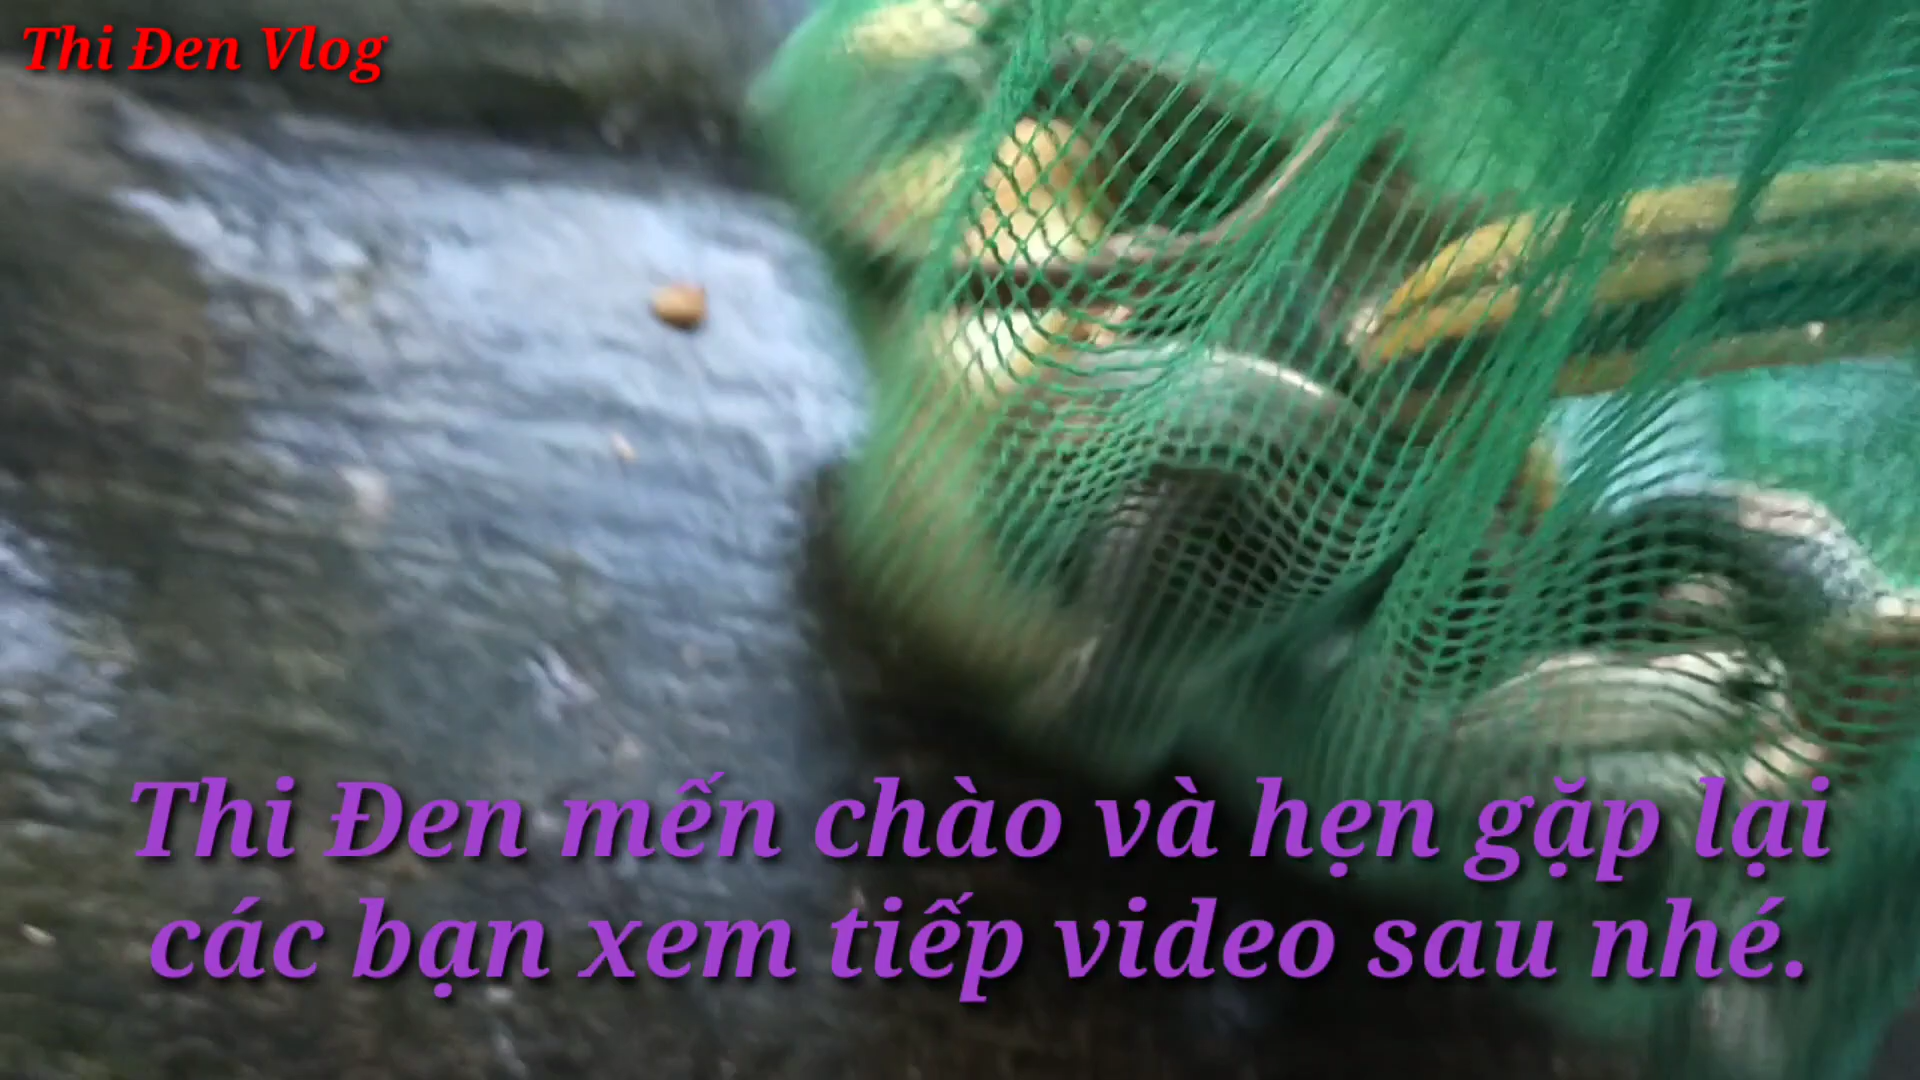 Thi Đen Vlog
Thi Đen mến chào và hẹn gặp lại
các bạn xem tiếp video sau nhé.